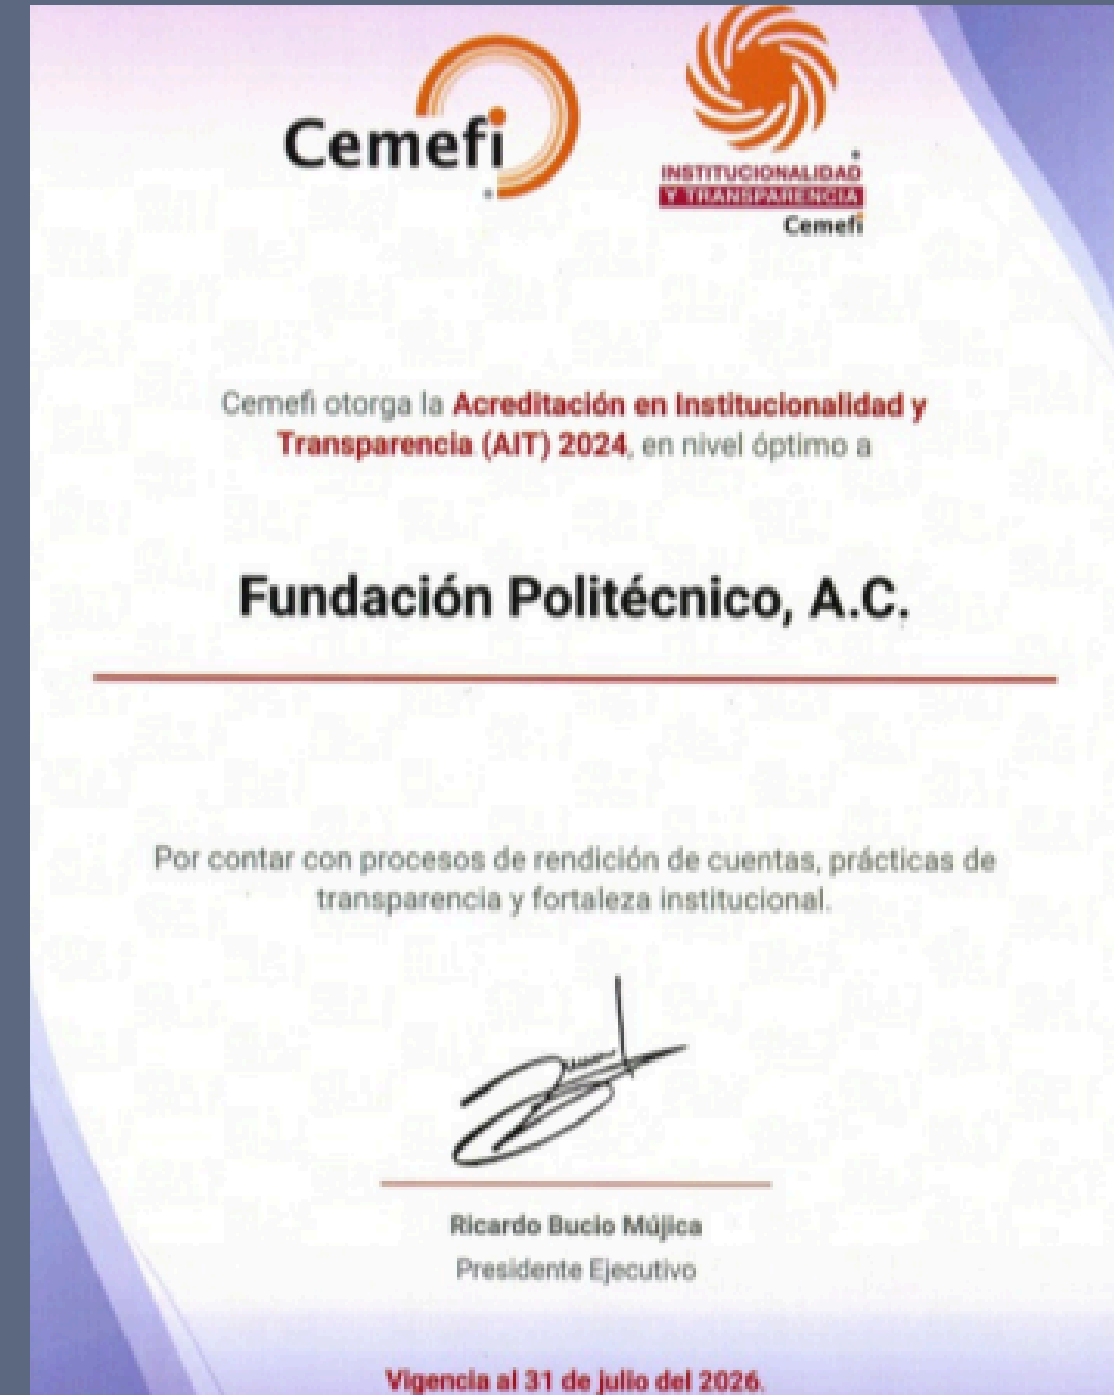 Cemefi
INSTITUCIONALIDAD
Y TRANSPARENCIA
Cemefi
Cemefi otorga la Acreditación en Institucionalidad y
Transparencia (AIT) 2024, en nivel óptimo a
Fundación Politécnico, A.C.
Por contar con procesos de rendición de cuentas, prácticas de
transparencia y fortaleza institucional.
Ricardo Bucio Mújica
Presidente Ejecutivo
Vigencia al 31 de julio del 2026.